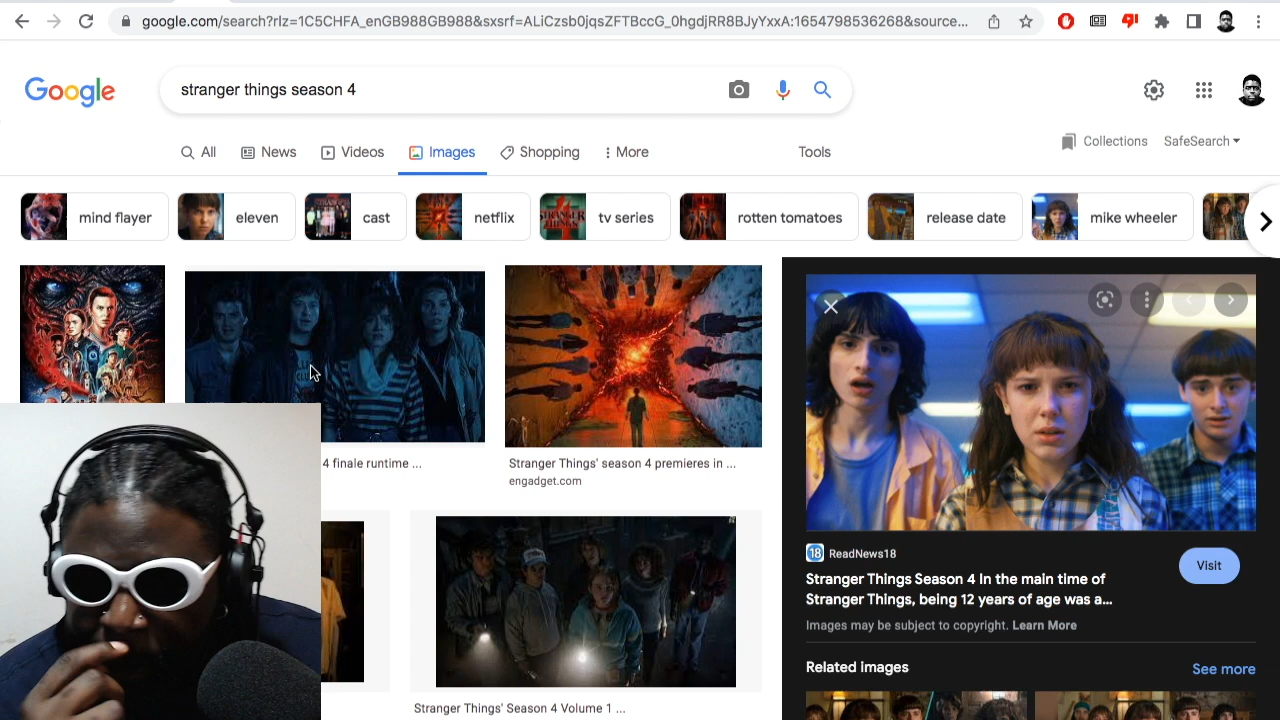 google.com/search?rlz=1C5CHFA_enGB988GB988&sxsrf=ALiCzsb0jqsZFTBccG_0hgdjRR8BJyYxxA:1654798536268&source...
Google
stranger things season 4
All
News
Videos
Images
Shopping
More
Tools
Collections
SafeSearch
mind flayer
eleven
cast
netflix
tv series
rotten tomatoes
release date
mike wheeler
4 finale runtime ...
Stranger Things' season 4 premieres in ...
engadget.com
Stranger Things' Season 4 Volume 1 ...
18 ReadNews18
Visit
Stranger Things Season 4 In the main time of
Stranger Things, being 12 years of age was a...
Images may be subject to copyright. Learn More
Related images
See more